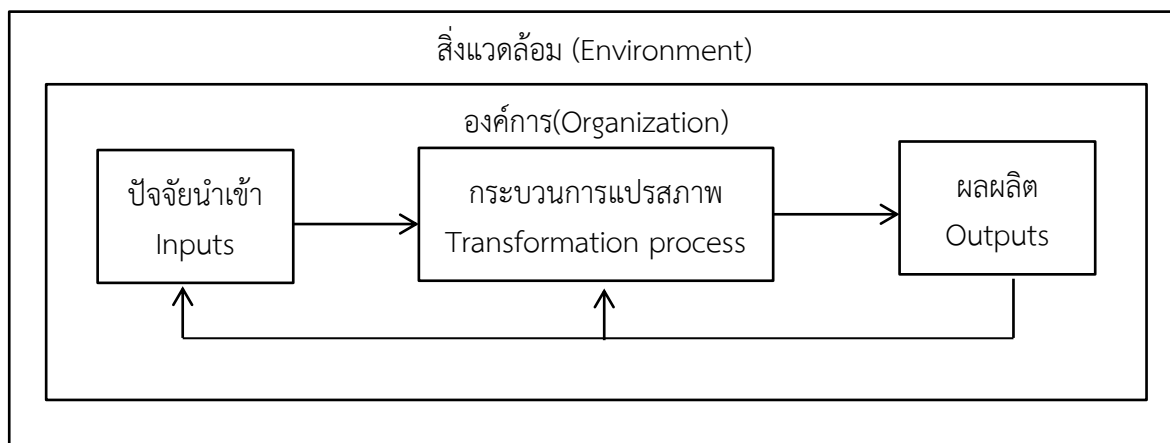 สิ่งแวดล้อม (Environment)
องค์การ(Organization)
ปัจจัยนำเข้า
Inputs
กระบวนการแปรสภาพ
Transformation process
ผลผลิต
Outputs